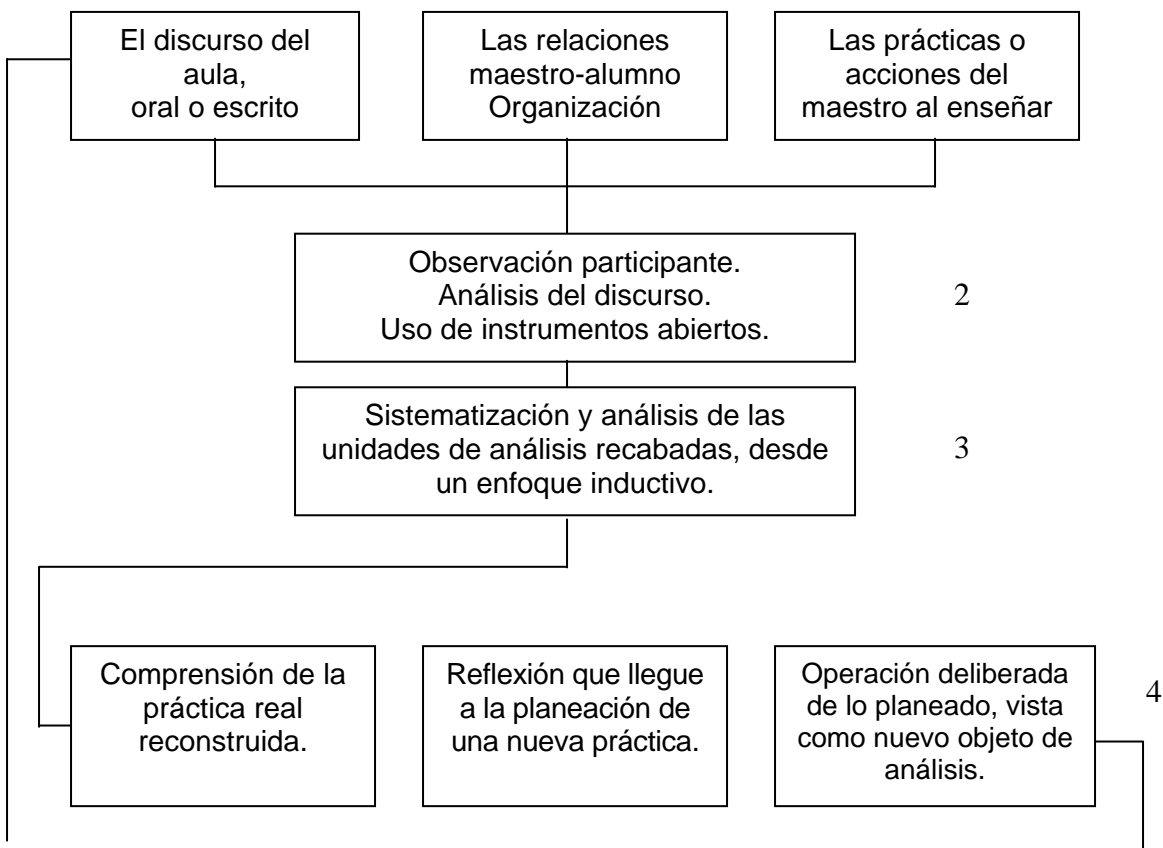 El discurso del
aula,
oral o escrito
Las relaciones
maestro-alumno
Organización
Las prácticas o
acciones del
maestro al enseñar
Observación participante.
Análisis del discurso.
Uso de instrumentos abiertos.
2
Sistematización y análisis de las
unidades de análisis recabadas, desde
un enfoque inductivo.
3
Comprensión de la
práctica real
reconstruida.
Reflexión que llegue
a la planeación de
una nueva práctica.
Operación deliberada
de lo planeado, vista
como nuevo objeto de
análisis.
4